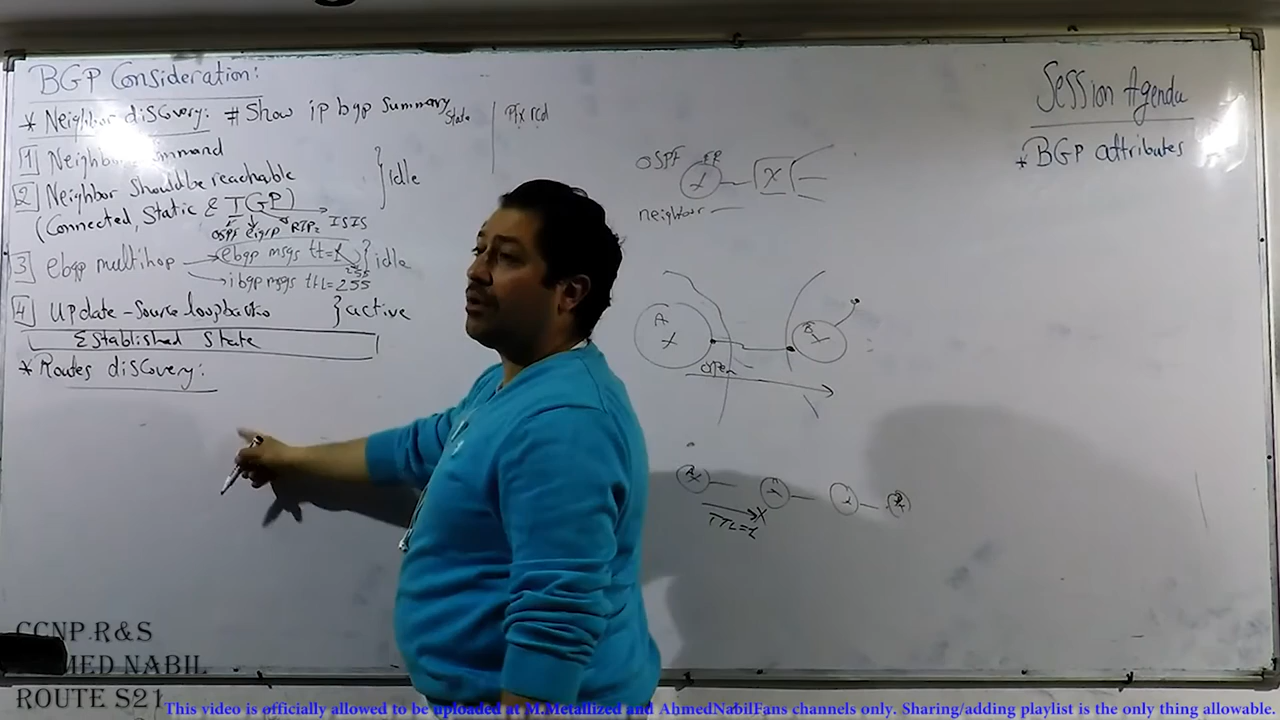 BGP Consideration:
* Neighbor disCovery: # Show ip bgp Summary
State | Pfx rcd
1 Neighbor Command
2 Neighbor Should be reachable } idle
(Connected, Static & IGP)
OSPF eigrp RIP2 ISIS
3 ebgp multihop → ebgp msgs ttl=1 255 } idle
→ ibgp msgs ttl=255
4 Update-Source loopback } active
Established State
* Routes disCovery:
OSPF
neighbor
A
open
TTL=1
Session Agenda
* BGP attributes
CCNP R&S
NABIL
ROUTE S21
This video is officially allowed to be uploaded at M.Metallized and AhmedNabilFans channels only. Sharing/adding playlist is the only thing allowable.